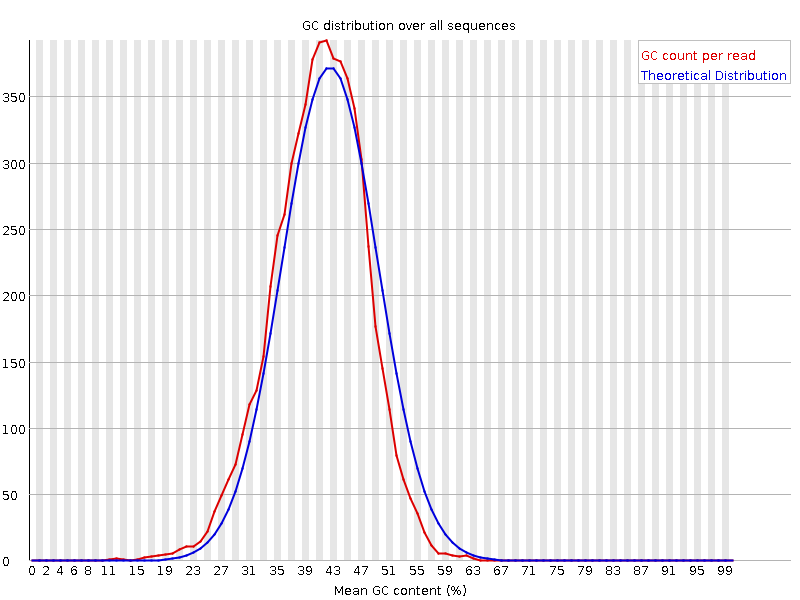 GC distribution over all sequences
GC count per read
Theoretical Distribution
350
300
250
200
150
100
50
0
0 2 4 6 8 11 15 19 23 27 31 35 39 43 47 51 55 59 63 67 71 75 79 83 87 91 95 99
Mean GC content (%)